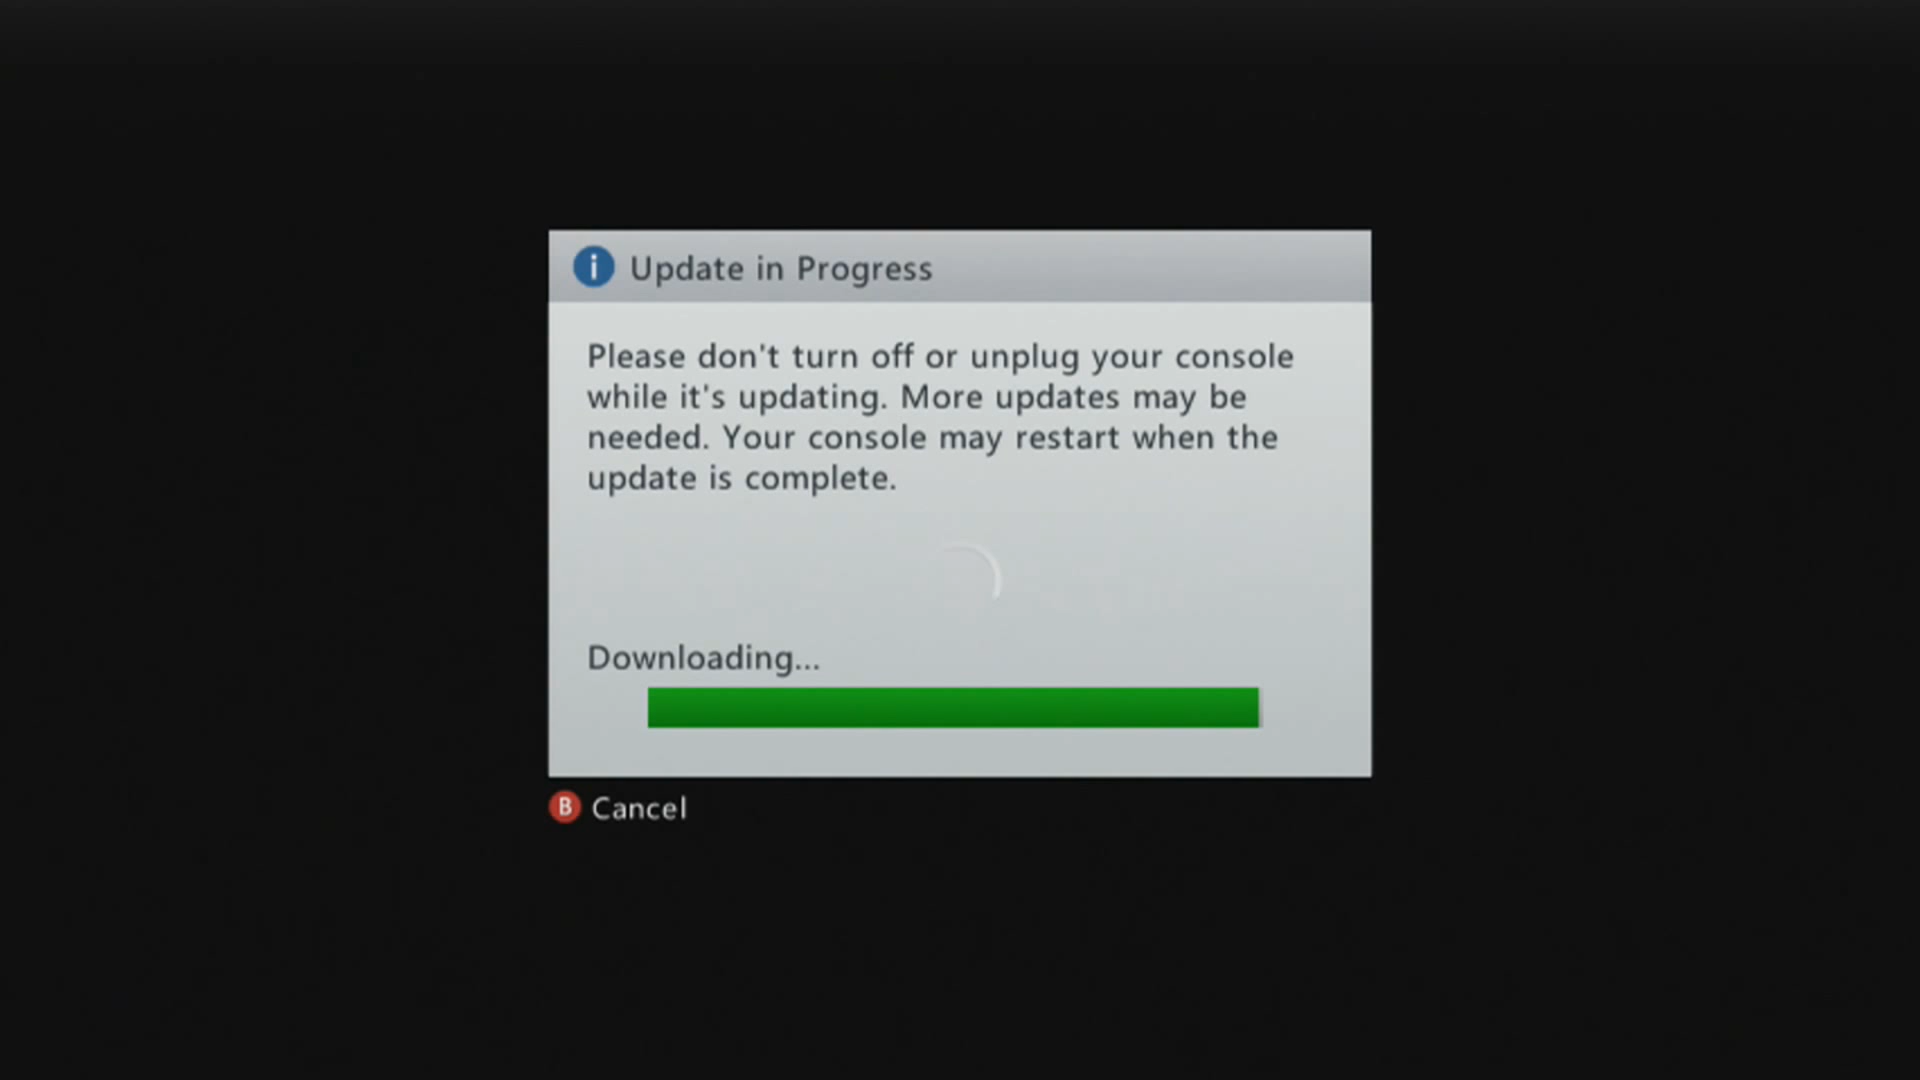 i Update in Progress
Please don't turn off or unplug your console
while it's updating. More updates may be
needed. Your console may restart when the
update is complete.
Downloading...
B Cancel